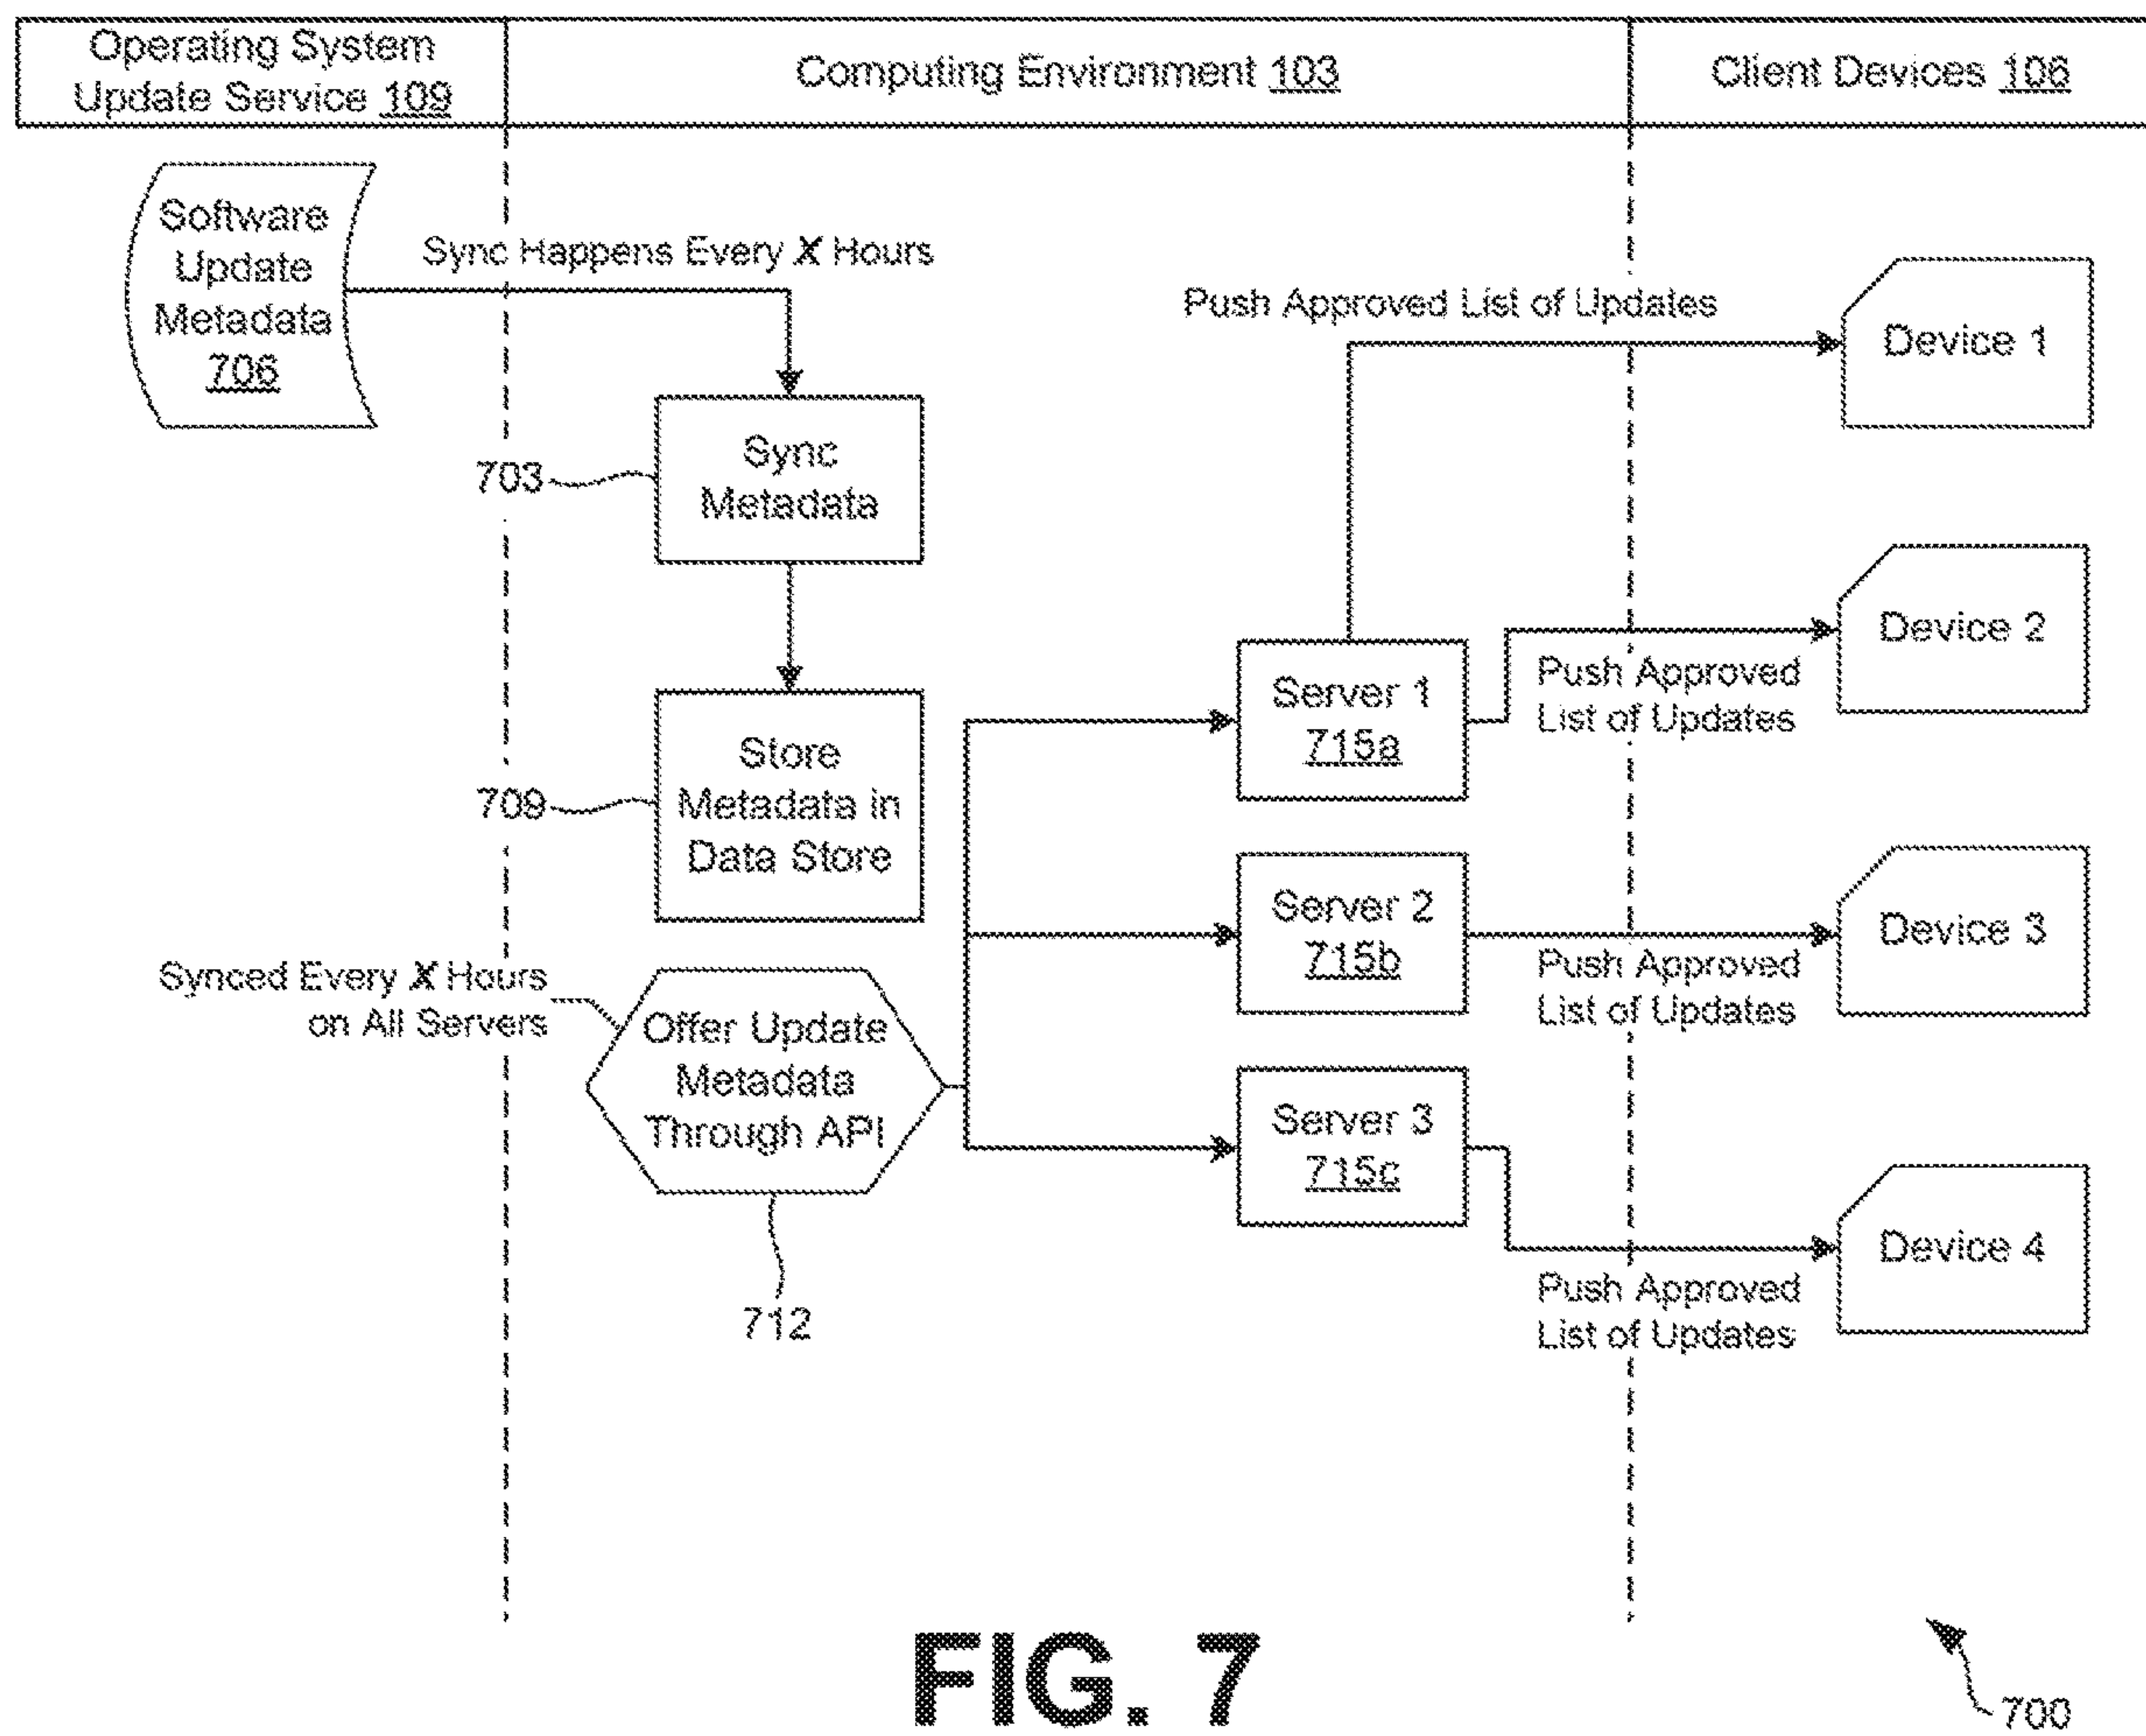 Operating System
Update Service 109
Computing Environment 103
Client Devices 106
Software
Update
Metadata
706
Sync Happens Every X Hours
703
Sync
Metadata
709
Store
Metadata in
Data Store
Synced Every X Hours
on All Servers
Offer Update
Metadata
Through API
712
Push Approved List of Updates
Device 1
Server 1
715a
Push Approved
List of Updates
Device 2
Server 2
715b
Push Approved
List of Updates
Device 3
Server 3
715c
Push Approved
List of Updates
Device 4
FIG. 7
700